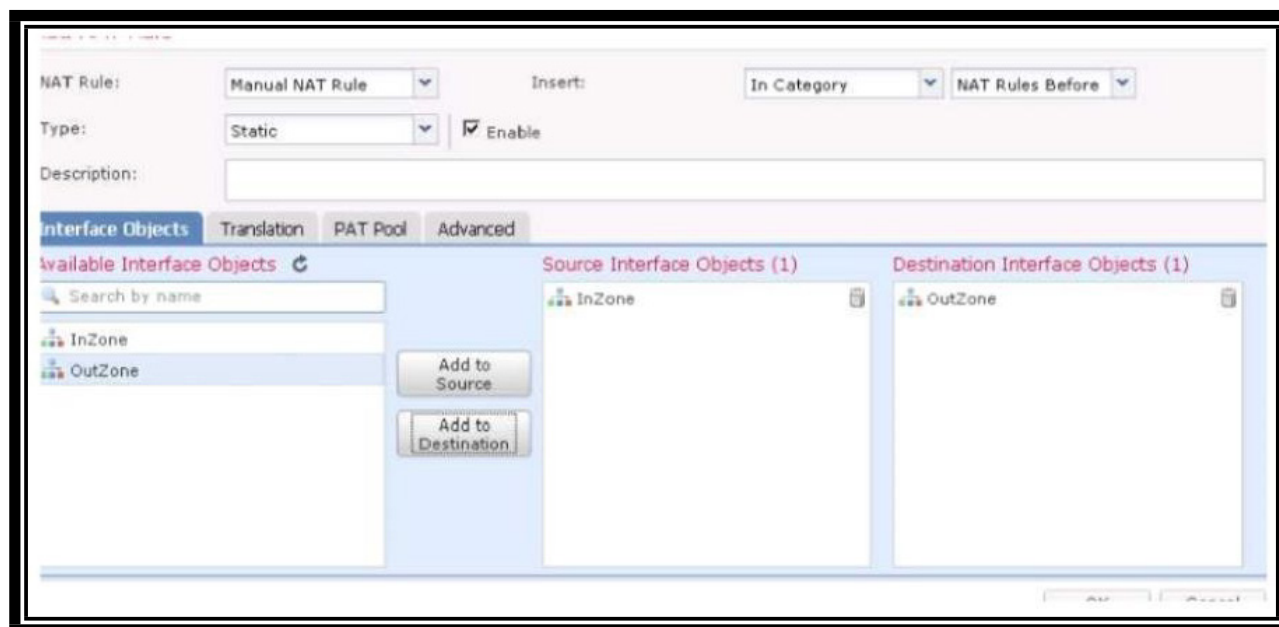 NAT Rule: Manual NAT Rule Insert: In Category NAT Rules Before
Type: Static Enable
Description:
Interface Objects Translation PAT Pool Advanced
Available Interface Objects Source Interface Objects (1) Destination Interface Objects (1)
Search by name InZone OutZone
InZone
OutZone
Add to Source
Add to Destination